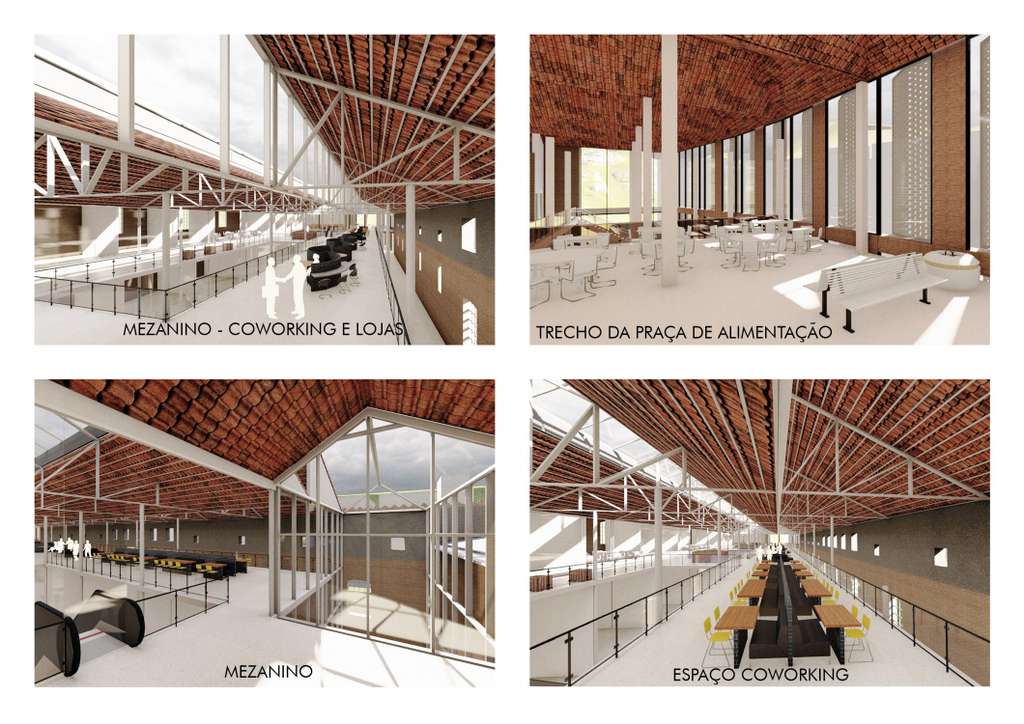 MEZANINO - COWORKING E LOJAS
TRECHO DA PRAÇA DE ALIMENTAÇÃO
MEZANINO
ESPAÇO COWORKING